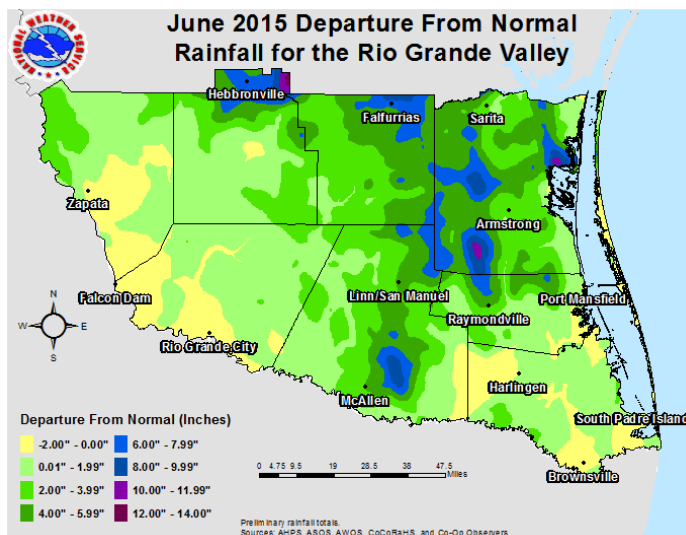 June 2015 Departure From Normal
Rainfall for the Rio Grande Valley
NATIONAL WEATHER SERVICE
Hebbronville
Falfurrias
Sarita
Zapata
Armstrong
Falcon Dam
Linn/San Manuel
Port Mansfield
Raymondville
N
W E
S
Rio Grande City
Harlingen
McAllen
South Padre Island
Brownsville
Departure From Normal (Inches)
-2.00" - 0.00" 6.00" - 7.99"
0.01" - 1.99" 8.00" - 9.99"
2.00" - 3.99" 10.00" - 11.99"
4.00" - 5.99" 12.00" - 14.00"
0 4.75 9.5 19 28.5 38 47.5
Miles
Preliminary rainfall totals.
Sources: AHPS, ASOS, AWOS, CoCoRaHS, and Co-Op Observers